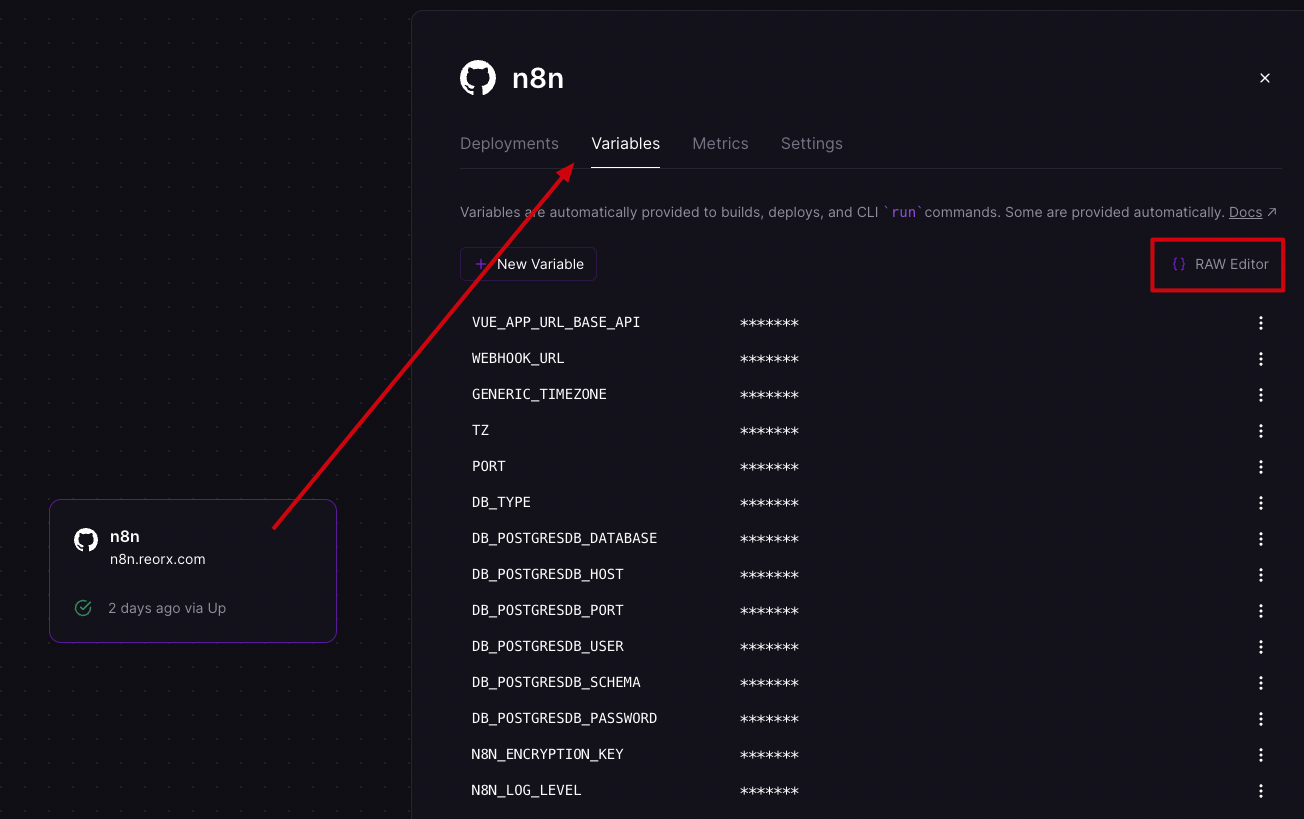 n8n
Deployments Variables Metrics Settings
Variables are automatically provided to builds, deploys, and CLI `run` commands. Some are provided automatically. Docs ↗
+ New Variable
{} RAW Editor
VUE_APP_URL_BASE_API *******
WEBHOOK_URL *******
GENERIC_TIMEZONE *******
TZ *******
PORT *******
DB_TYPE *******
DB_POSTGRESDB_DATABASE *******
DB_POSTGRESDB_HOST *******
DB_POSTGRESDB_PORT *******
DB_POSTGRESDB_USER *******
DB_POSTGRESDB_SCHEMA *******
DB_POSTGRESDB_PASSWORD *******
N8N_ENCRYPTION_KEY *******
N8N_LOG_LEVEL *******
n8n
n8n.reorx.com
2 days ago via Up